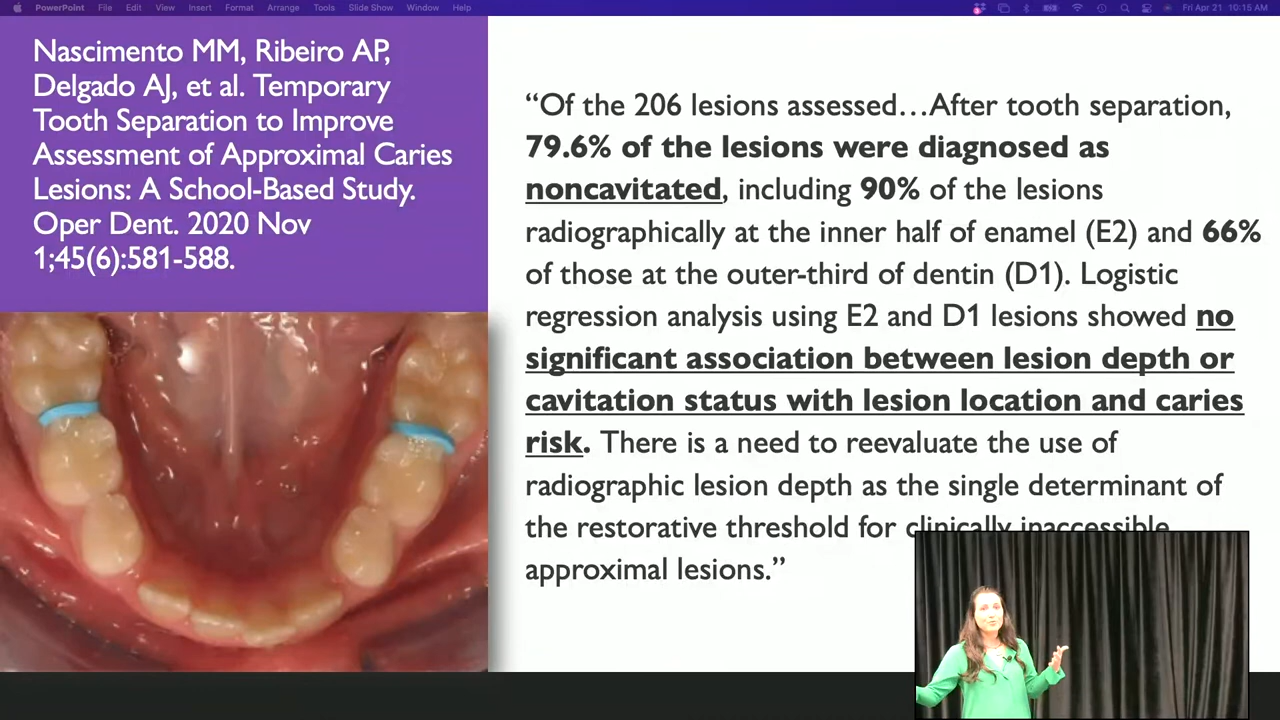 PowerPoint File Edit View Insert Format Arrange Tools Slide Show Window Help Fri Apr 21 10:15 AM
Nascimento MM, Ribeiro AP,
Delgado AJ, et al. Temporary
Tooth Separation to Improve
Assessment of Approximal Caries
Lesions: A School-Based Study.
Oper Dent. 2020 Nov
1;45(6):581-588.
“Of the 206 lesions assessed…After tooth separation,
79.6% of the lesions were diagnosed as
noncavitated, including 90% of the lesions
radiographically at the inner half of enamel (E2) and 66%
of those at the outer-third of dentin (D1). Logistic
regression analysis using E2 and D1 lesions showed no
significant association between lesion depth or
cavitation status with lesion location and caries
risk. There is a need to reevaluate the use of
radiographic lesion depth as the single determinant of
the restorative threshold for clinically inaccessible
approximal lesions.”